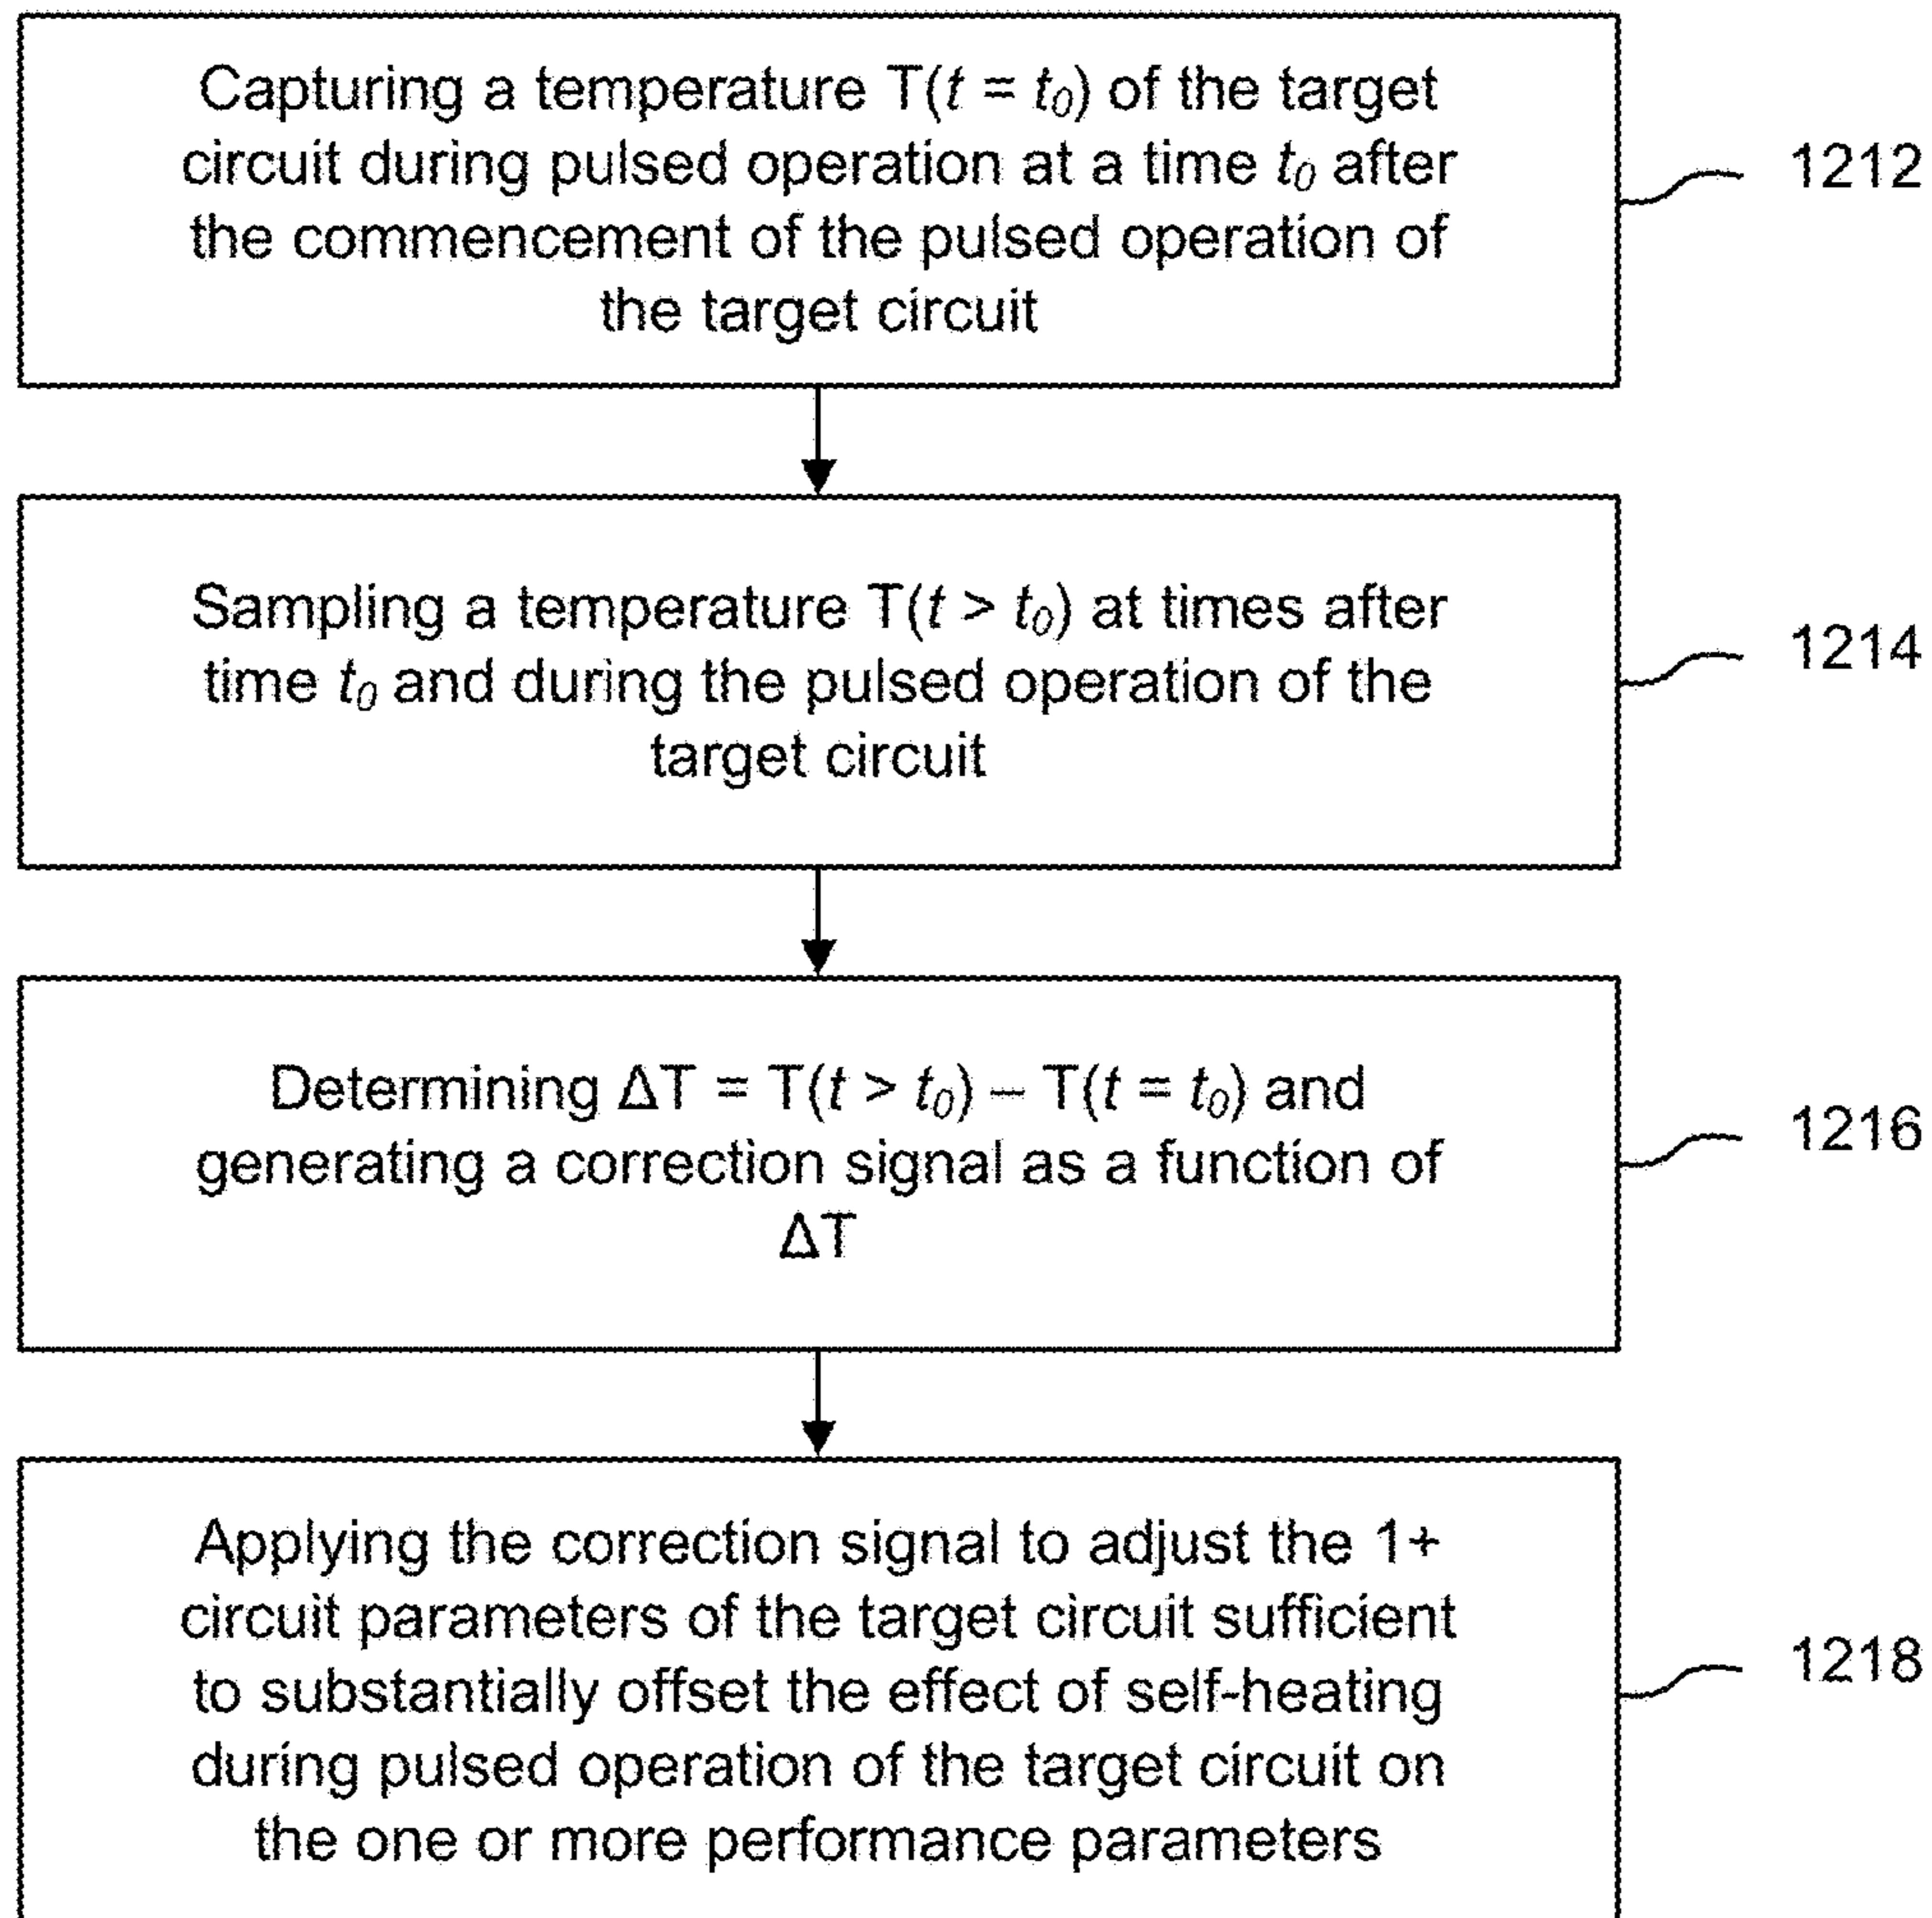 Capturing a temperature T(t = t₀) of the target
circuit during pulsed operation at a time t₀ after
the commencement of the pulsed operation of
the target circuit
1212
Sampling a temperature T(t > t₀) at times after
time t₀ and during the pulsed operation of the
target circuit
1214
Determining ΔT = T(t > t₀) – T(t = t₀) and
generating a correction signal as a function of
ΔT
1216
Applying the correction signal to adjust the 1+
circuit parameters of the target circuit sufficient
to substantially offset the effect of self-heating
during pulsed operation of the target circuit on
the one or more performance parameters
1218